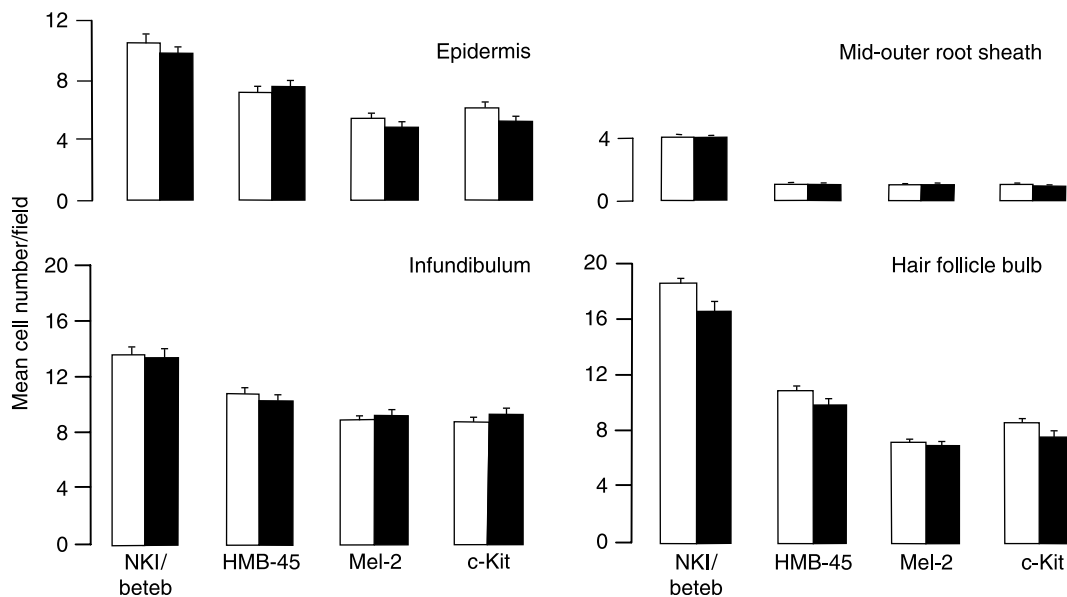 Mean cell number/field
Epidermis
12
8
4
0
Mid-outer root sheath
4
0
Infundibulum
20
16
12
8
4
0
NKI/
beteb
HMB-45
Mel-2
c-Kit
Hair follicle bulb
20
16
12
8
4
0
NKI/
beteb
HMB-45
Mel-2
c-Kit